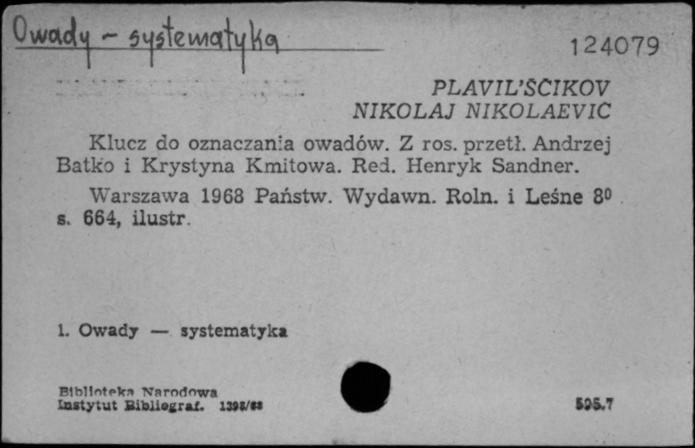 Owady - systematyka
124079
PLAVIL'ŠČIKOV
NIKOLAJ NIKOLAEVIC
Klucz do oznaczania owadów. Z ros. przetł. Andrzej
Batko i Krystyna Kmitowa. Red. Henryk Sandner.
Warszawa 1968 Państw. Wydawn. Roln. i Leśne 8⁰
s. 664, ilustr.
1. Owady — systematyka
Biblioteka Narodowa
Instytut Bibliograf. 1398/68
595.7